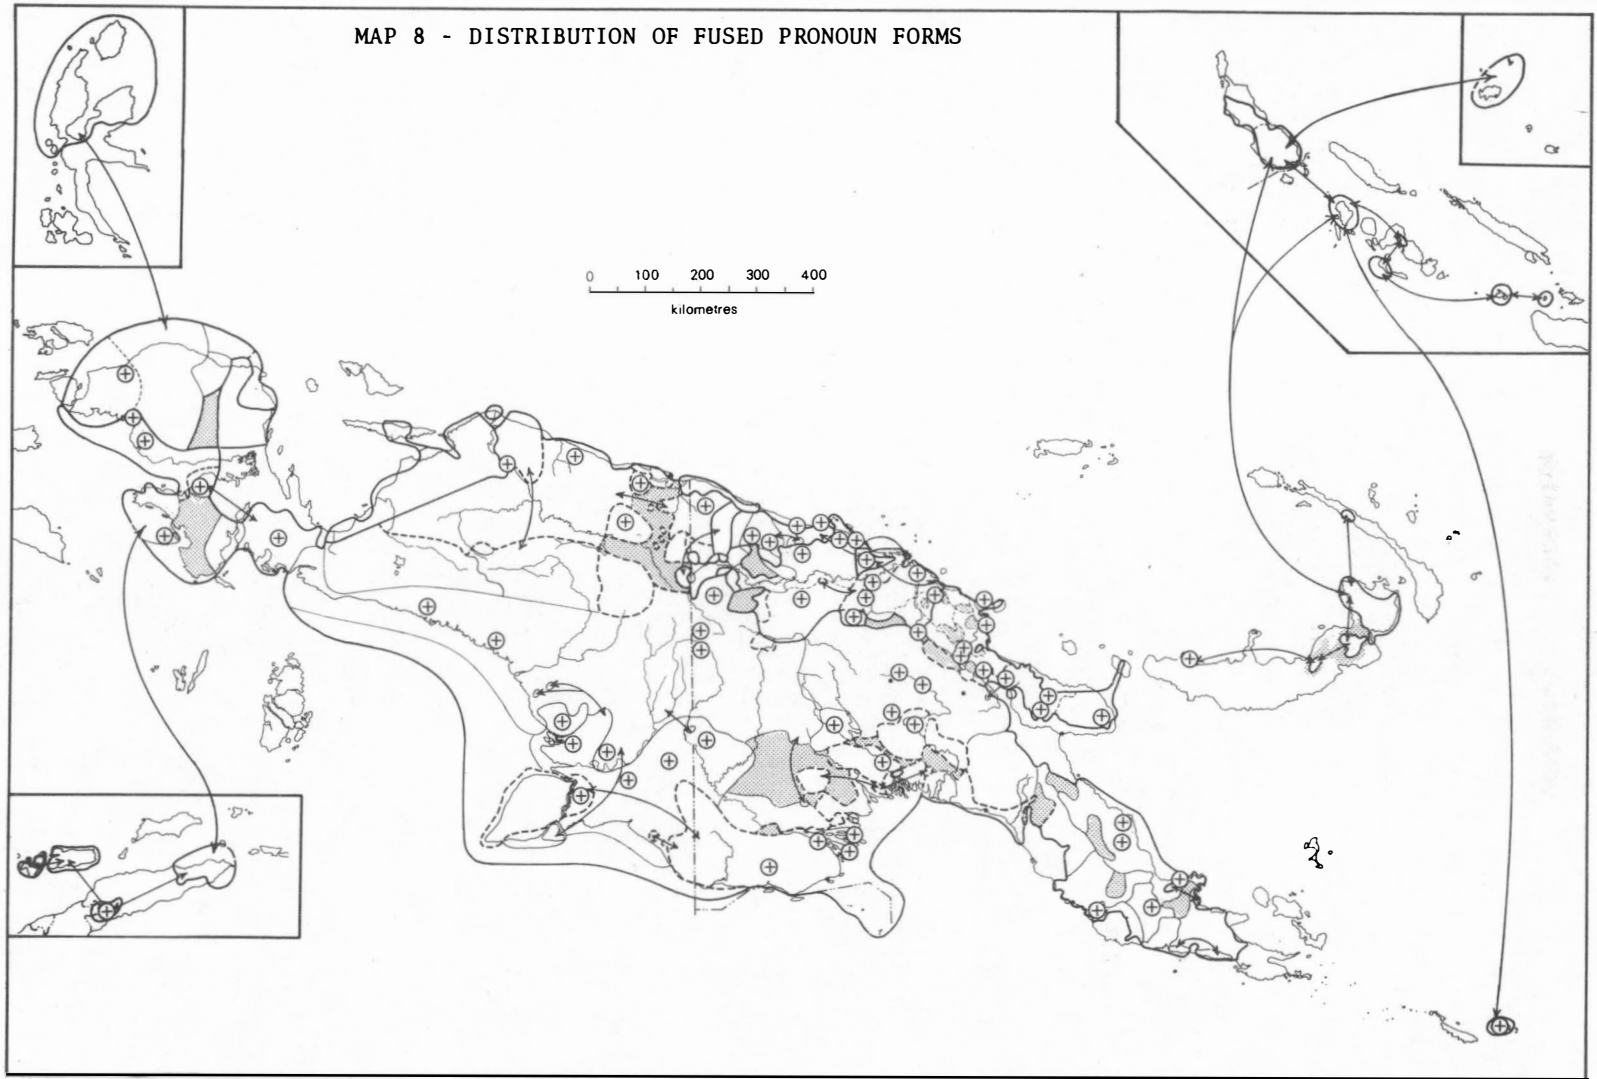 MAP 8 - DISTRIBUTION OF FUSED PRONOUN FORMS
0 100 200 300 400
kilometres